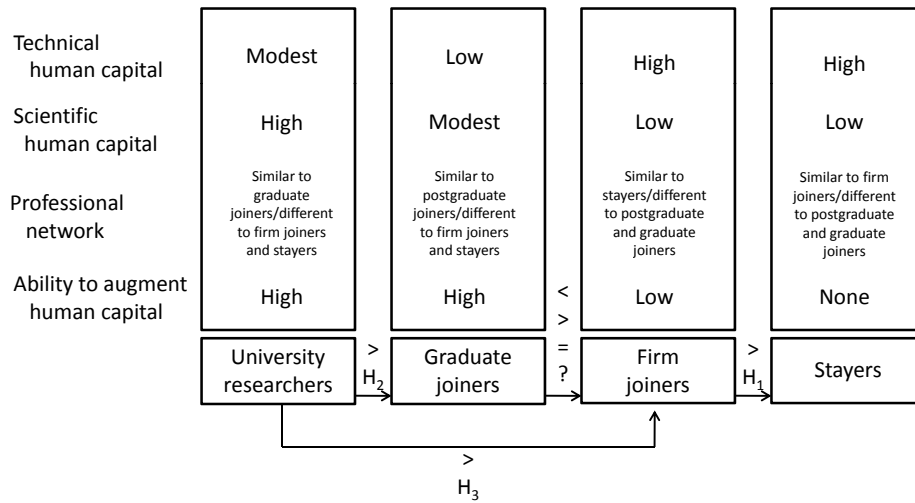 Technical
human capital
Modest
Low
High
High
Scientific
human capital
High
Modest
Low
Low
Professional
network
Similar to
graduate
joiners/different
to firm joiners
and stayers
Similar to
postgraduate
joiners/different
to firm joiners
and stayers
Similar to
stayers/different
to postgraduate
and graduate
joiners
Similar to firm
joiners/different
to postgraduate
and graduate
joiners
Ability to augment
human capital
High
High
Low
None
University
researchers
>
H2
Graduate
joiners
<
>
=
?
Firm
joiners
>
H1
Stayers
>
H3